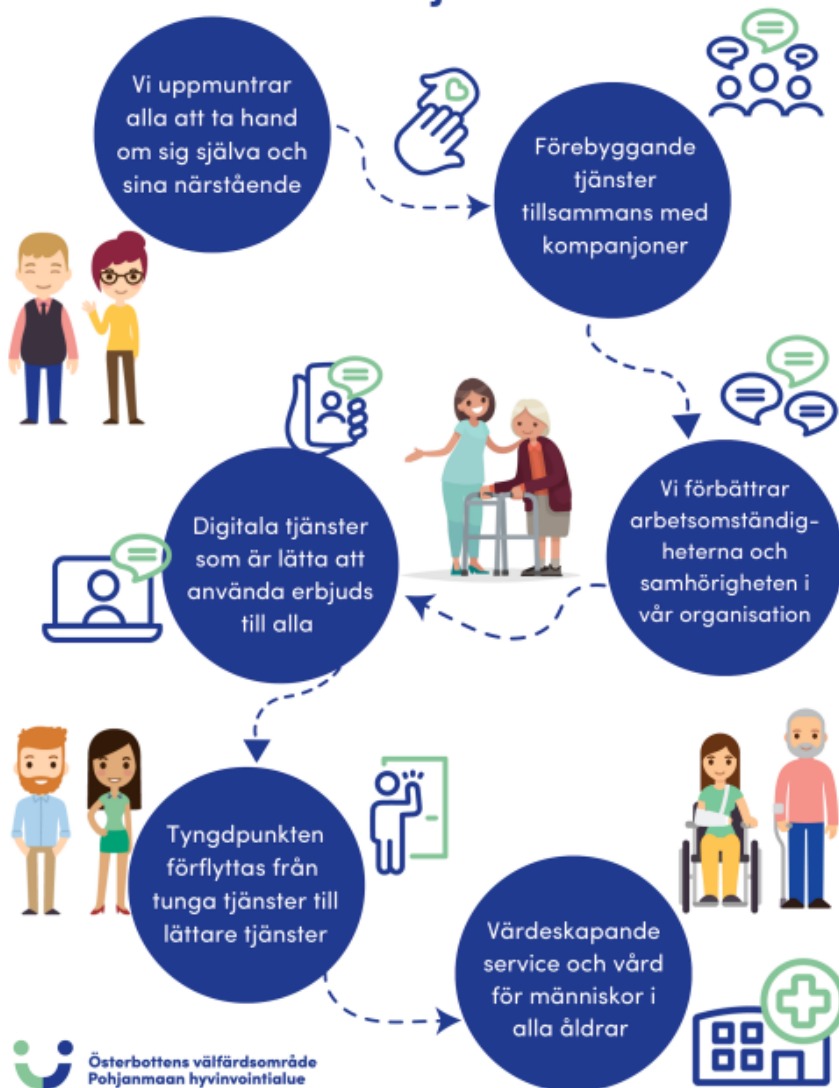 Vi uppmuntrar
alla att ta hand
om sig själva och
sina närstående
Förebyggande
tjänster
tillsammans med
kompanjoner
Vi förbättrar
arbetsomständig-
heterna och
samhörigheten i
vår organisation
Digitala tjänster
som är lätta att
använda erbjuds
till alla
Tyngdpunkten
förflyttas från
tunga tjänster till
lättare tjänster
Värdeskapande
service och vård
för människor i
alla åldrar
Österbottens välfärdsområde
Pohjanmaan hyvinvointialue